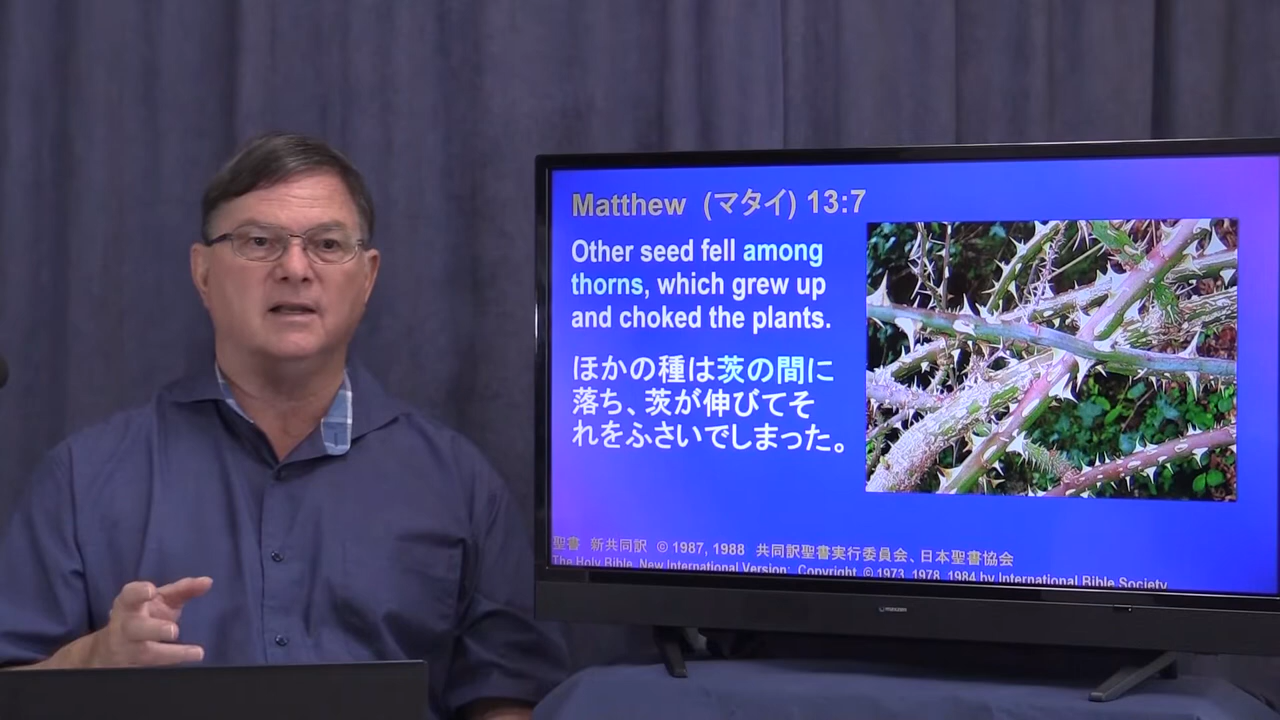 Matthew (マタイ) 13:7
Other seed fell among
thorns, which grew up
and choked the plants.
ほかの種は茨の間に
落ち、茨が伸びてそ
れをふさいでしまった。
聖書 新共同訳 © 1987, 1988 共同訳聖書実行委員会、日本聖書協会
The Holy Bible, New International Version; Copyright © 1973, 1978, 1984 by International Bible Society